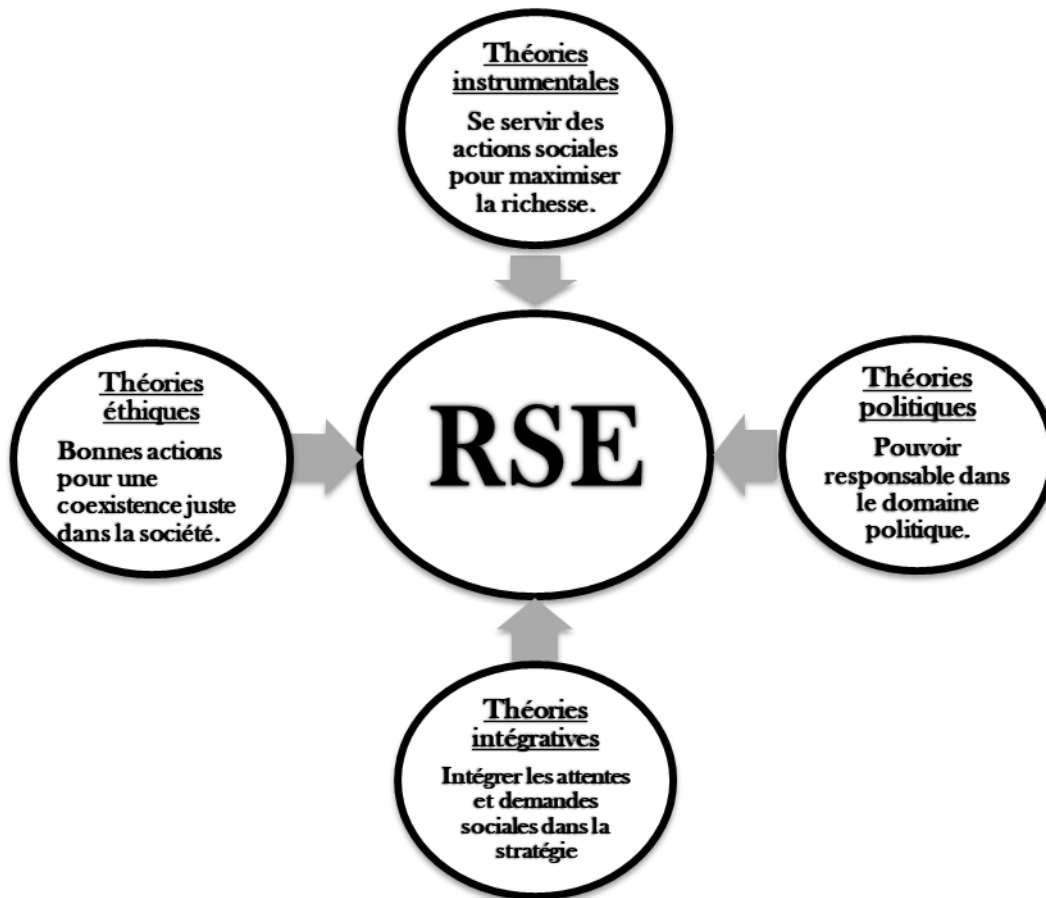 Théories
instrumentales
Se servir des
actions sociales
pour maximiser
la richesse.
Théories
éthiques
Bonnes actions
pour une
coexistence juste
dans la société.
RSE
Théories
politiques
Pouvoir
responsable dans
le domaine
politique.
Théories
intégratives
Intégrer les attentes
et demandes
sociales dans la
stratégie